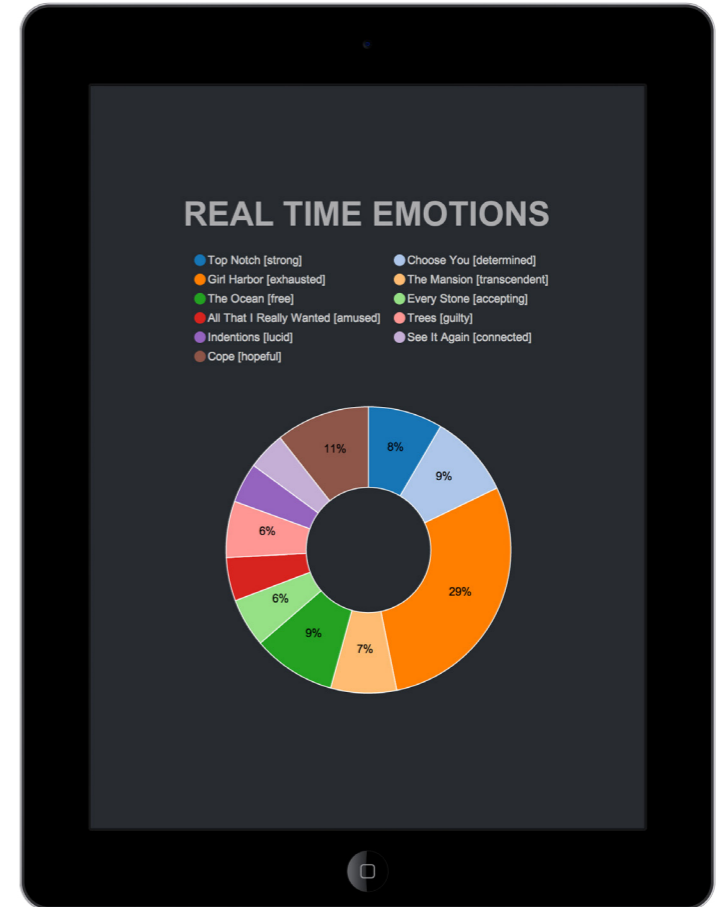 REAL TIME EMOTIONS
Top Notch [strong]
Choose You [determined]
Girl Harbor [exhausted]
The Mansion [transcendent]
The Ocean [free]
Every Stone [accepting]
All That I Really Wanted [amused]
Trees [guilty]
Indentions [lucid]
See It Again [connected]
Cope [hopeful]
11%
8%
9%
6%
29%
6%
9%
7%